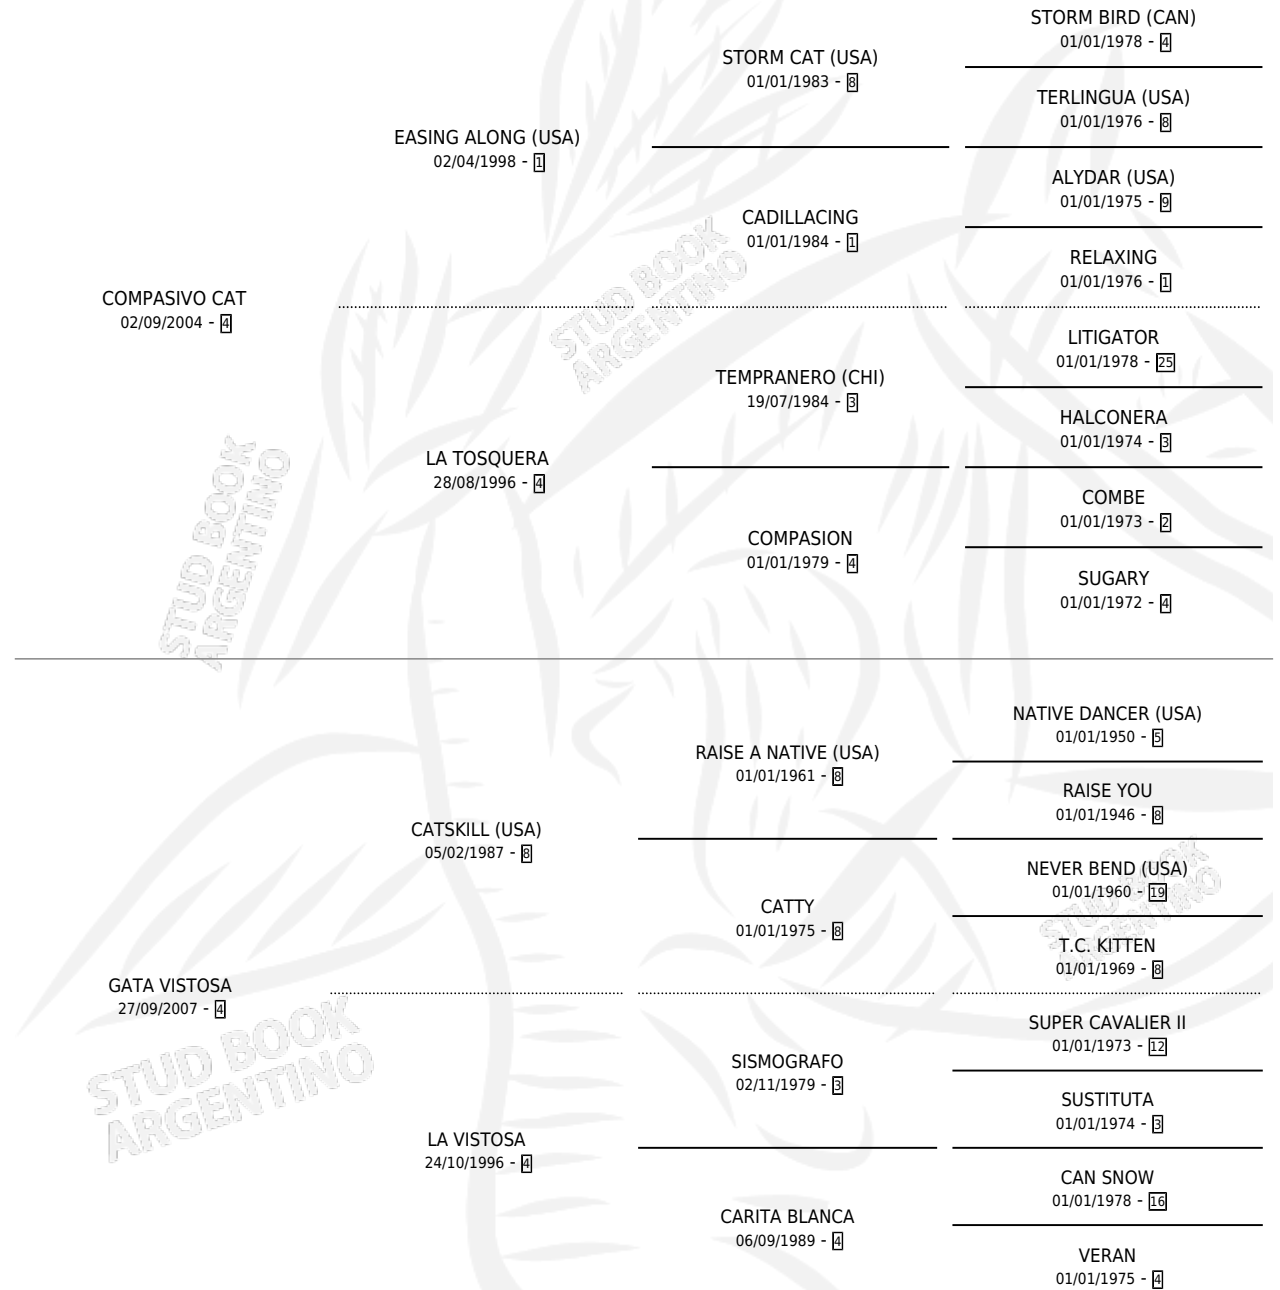 STORM BIRD (CAN)
01/01/1978 - 4
STORM CAT (USA)
01/01/1983 - 8
TERLINGUA (USA)
01/01/1976 - 8
EASING ALONG (USA)
02/04/1998 - 1
ALYDAR (USA)
01/01/1975 - 9
CADILLACING
01/01/1984 - 1
RELAXING
01/01/1976 - 1
COMPASIVO CAT
02/09/2004 - 4
LITIGATOR
01/01/1978 - 25
TEMPRANERO (CHI)
19/07/1984 - 3
HALCONERA
01/01/1974 - 3
LA TOSQUERA
28/08/1996 - 4
COMBE
01/01/1973 - 2
COMPASION
01/01/1979 - 4
SUGARY
01/01/1972 - 4
STUD BOOK
ARGENTINO
STUD BOOK
ARGENTINO
NATIVE DANCER (USA)
01/01/1950 - 5
RAISE A NATIVE (USA)
01/01/1961 - 8
RAISE YOU
01/01/1946 - 8
CATSKILL (USA)
05/02/1987 - 8
NEVER BEND (USA)
01/01/1960 - 19
CATTY
01/01/1975 - 8
T.C. KITTEN
01/01/1969 - 8
STUD BOOK
ARGENTINO
GATA VISTOSA
27/09/2007 - 4
SUPER CAVALIER II
01/01/1973 - 12
SISMOGRAFO
02/11/1979 - 3
SUSTITUTA
01/01/1974 - 3
LA VISTOSA
24/10/1996 - 4
CAN SNOW
01/01/1978 - 16
CARITA BLANCA
06/09/1989 - 4
VERAN
01/01/1975 - 4
STUD BOOK
ARGENTINO